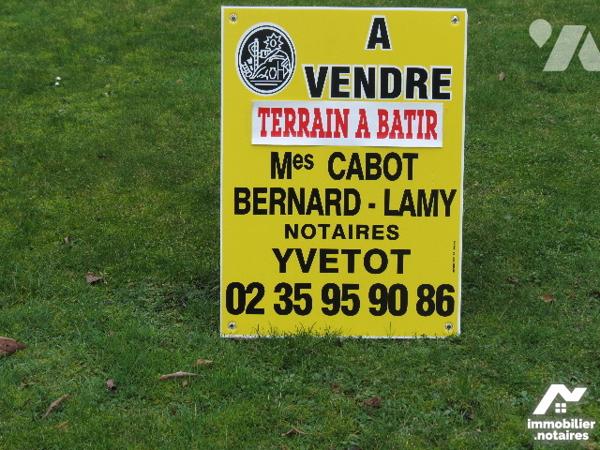 A
VENDRE
TERRAIN A BATIR
Mes CABOT
BERNARD - LAMY
NOTAIRES
YVETOT
02 35 95 90 86
immobilier
.notaires